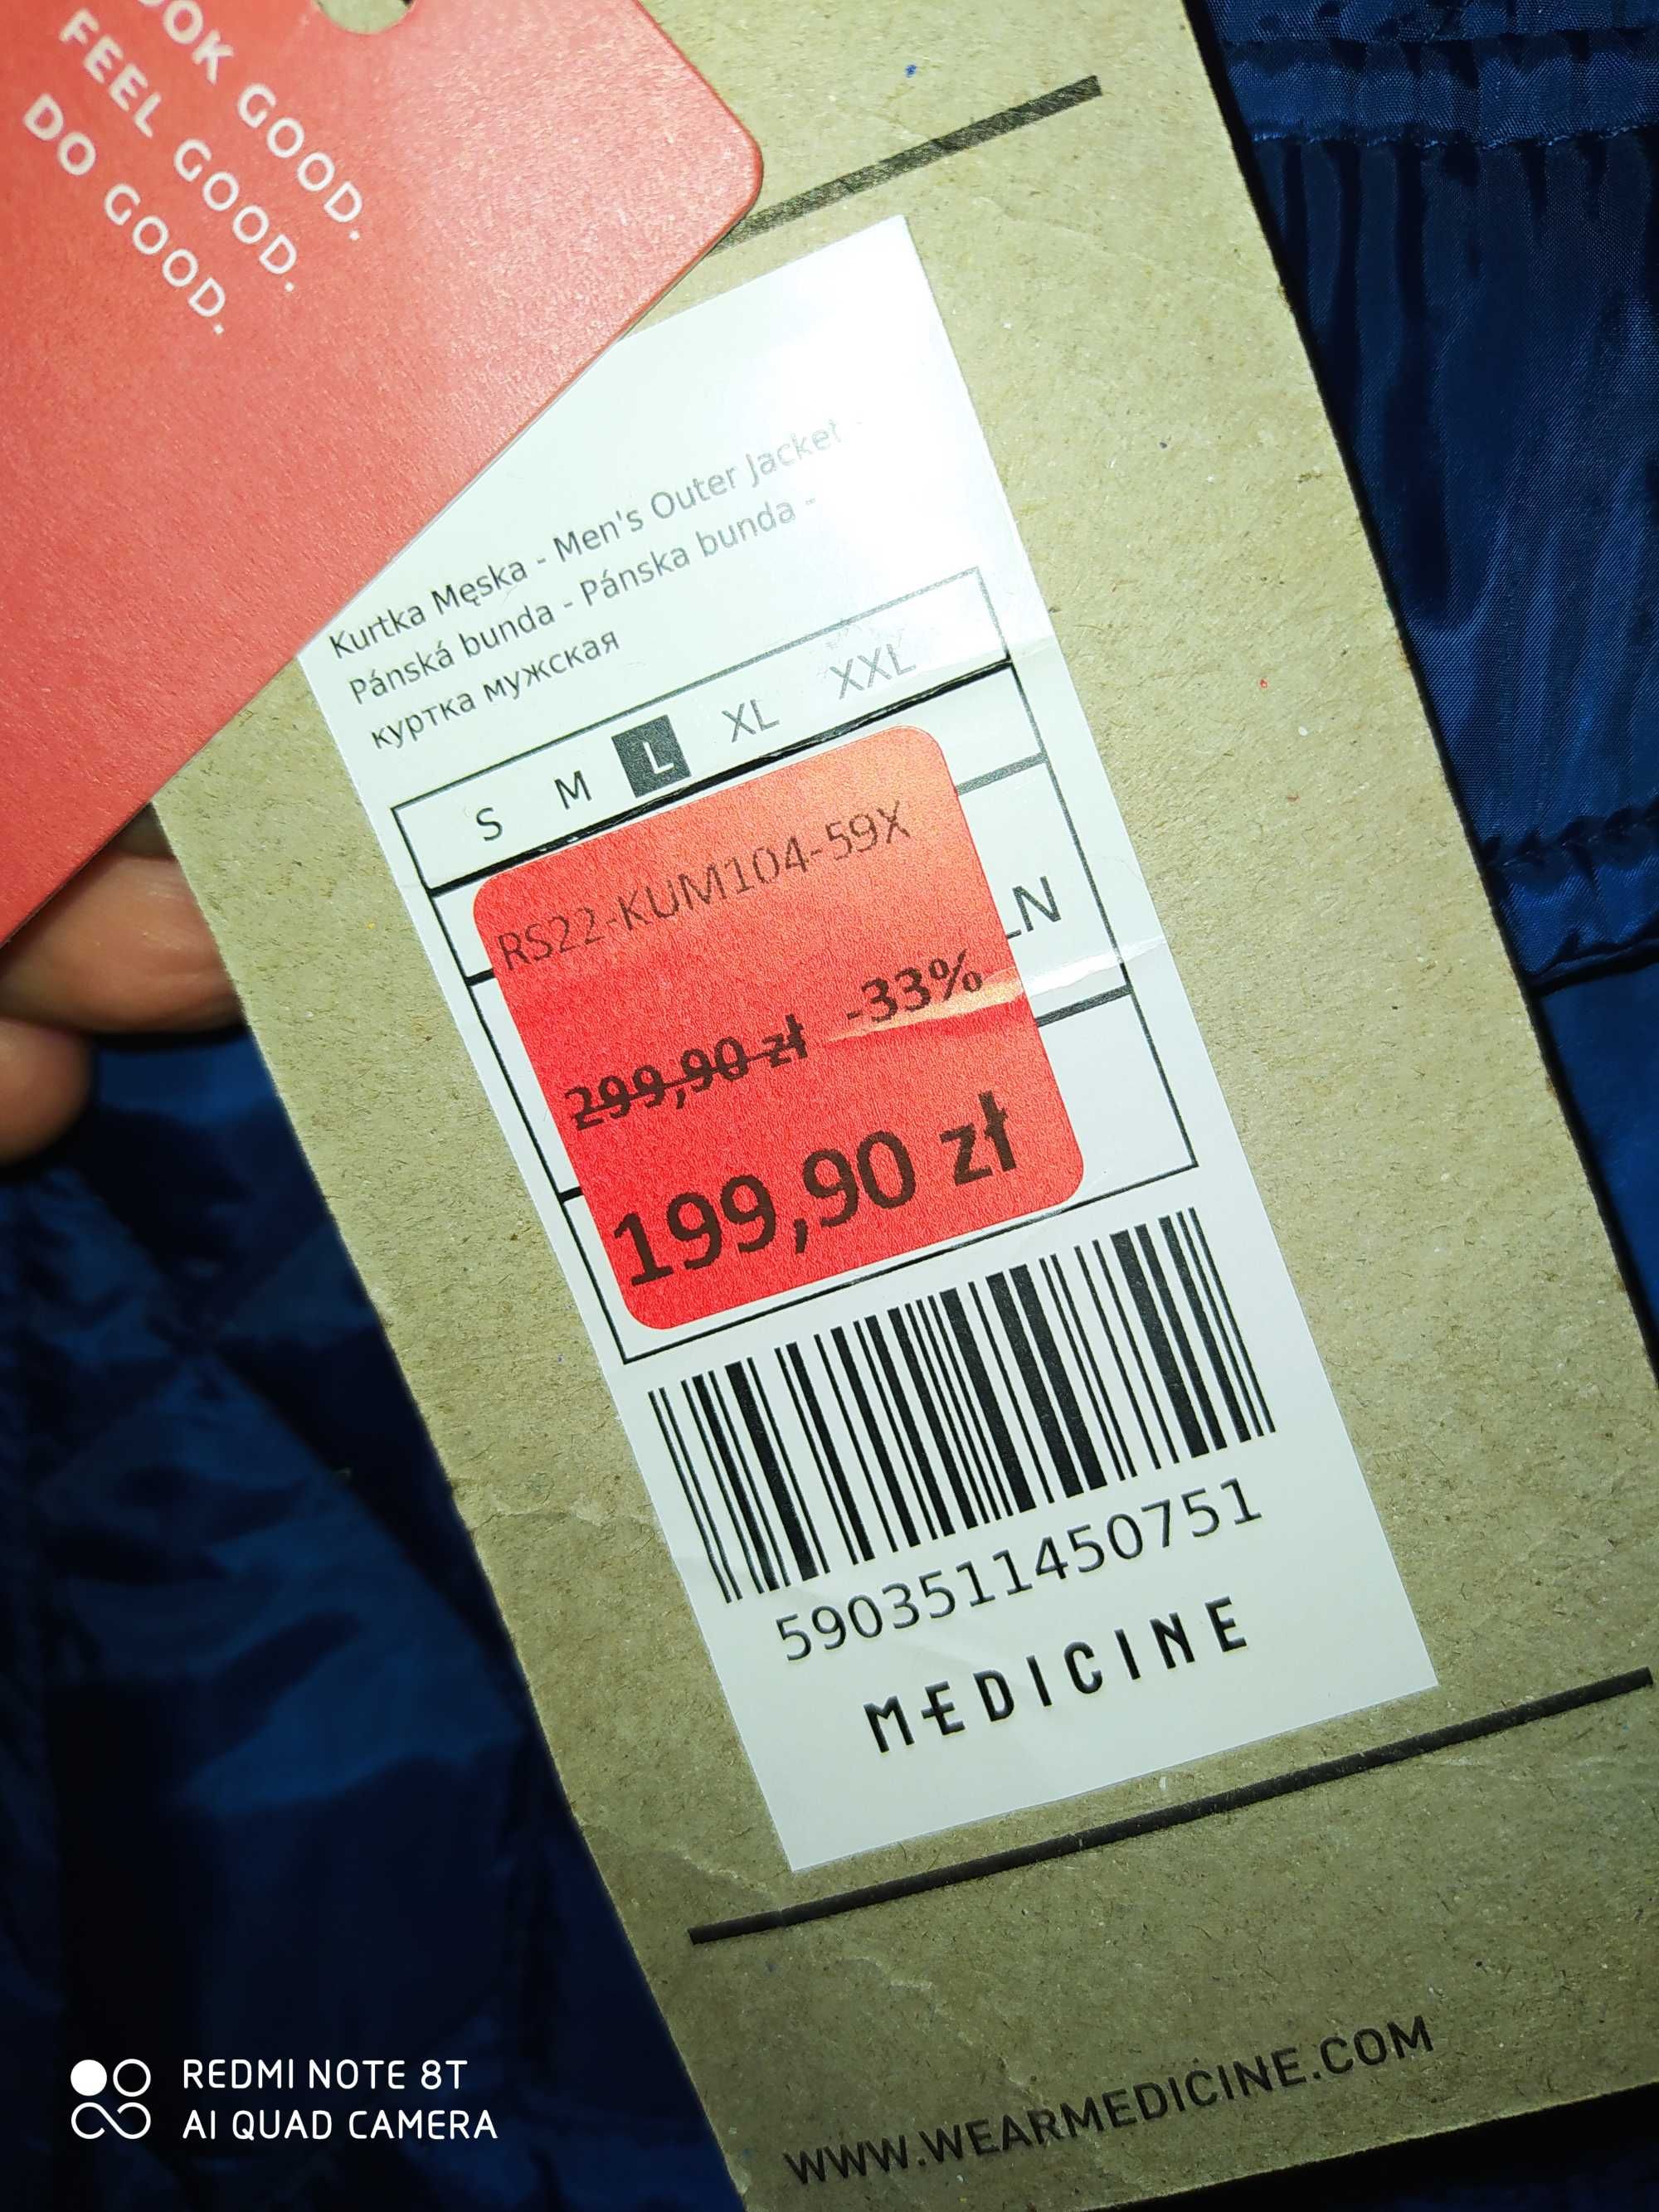 OOK GOOD.
FEEL GOOD.
DO GOOD.
Kurtka Męska - Men's Outer Jacket -
Pánská bunda - Pánska bunda -
куртка мужская
S M L XL XXL
RS22-KUM104-59X
LN
299,90 zł -33%
199,90 zł
5903511450751
MEDICINE
WWW.WEARMEDICINE.COM
REDMI NOTE 8T
AI QUAD CAMERA